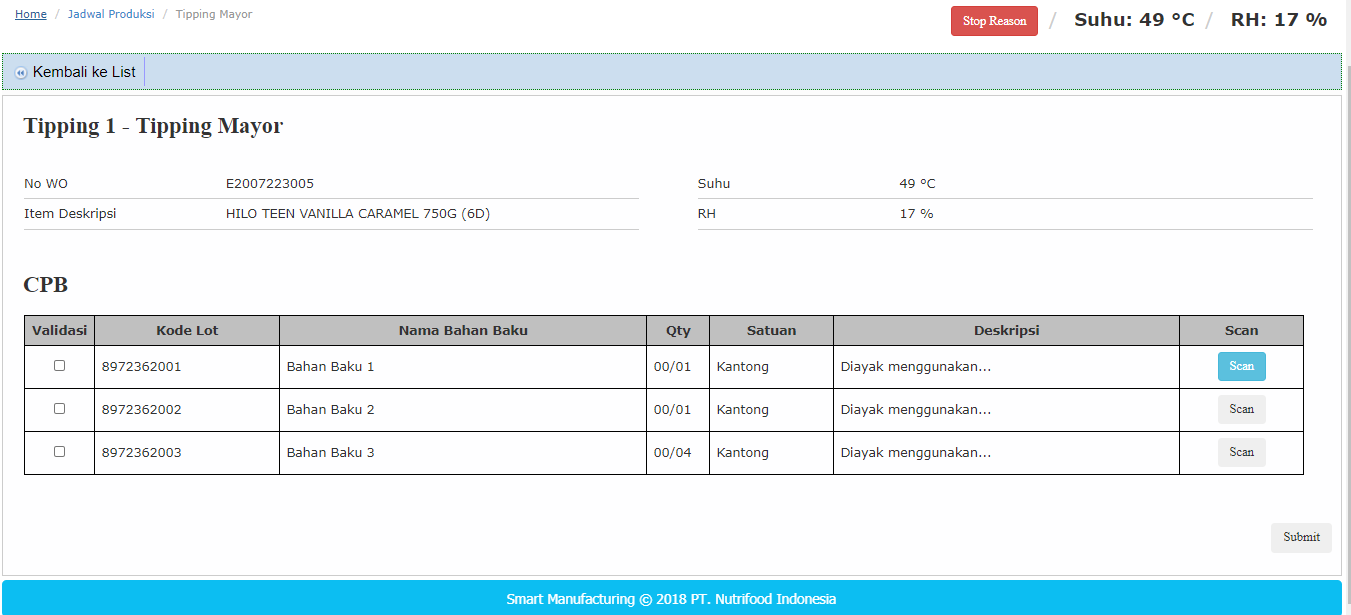 Home / Jadwal Produksi / Tipping Mayor
Stop Reason / Suhu: 49 °C / RH: 17 %
Kembali ke List
Tipping 1 - Tipping Mayor
No WO E2007223005 Suhu 49 °C
Item Deskripsi HILO TEEN VANILLA CARAMEL 750G (6D) RH 17 %
CPB
Validasi Kode Lot Nama Bahan Baku Qty Satuan Deskripsi Scan
8972362001 Bahan Baku 1 00/01 Kantong Diayak menggunakan... Scan
8972362002 Bahan Baku 2 00/01 Kantong Diayak menggunakan... Scan
8972362003 Bahan Baku 3 00/04 Kantong Diayak menggunakan... Scan
Submit
Smart Manufacturing © 2018 PT. Nutrifood Indonesia